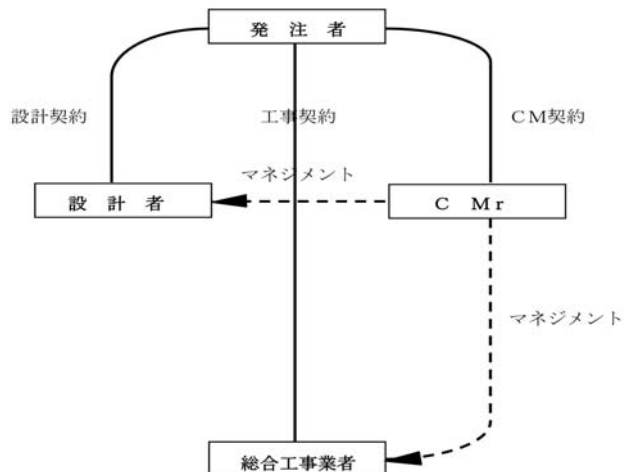 発 注 者
設計契約
工事契約
CM契約
マネジメント
設 計 者
C Mr
マネジメント
総合工事業者